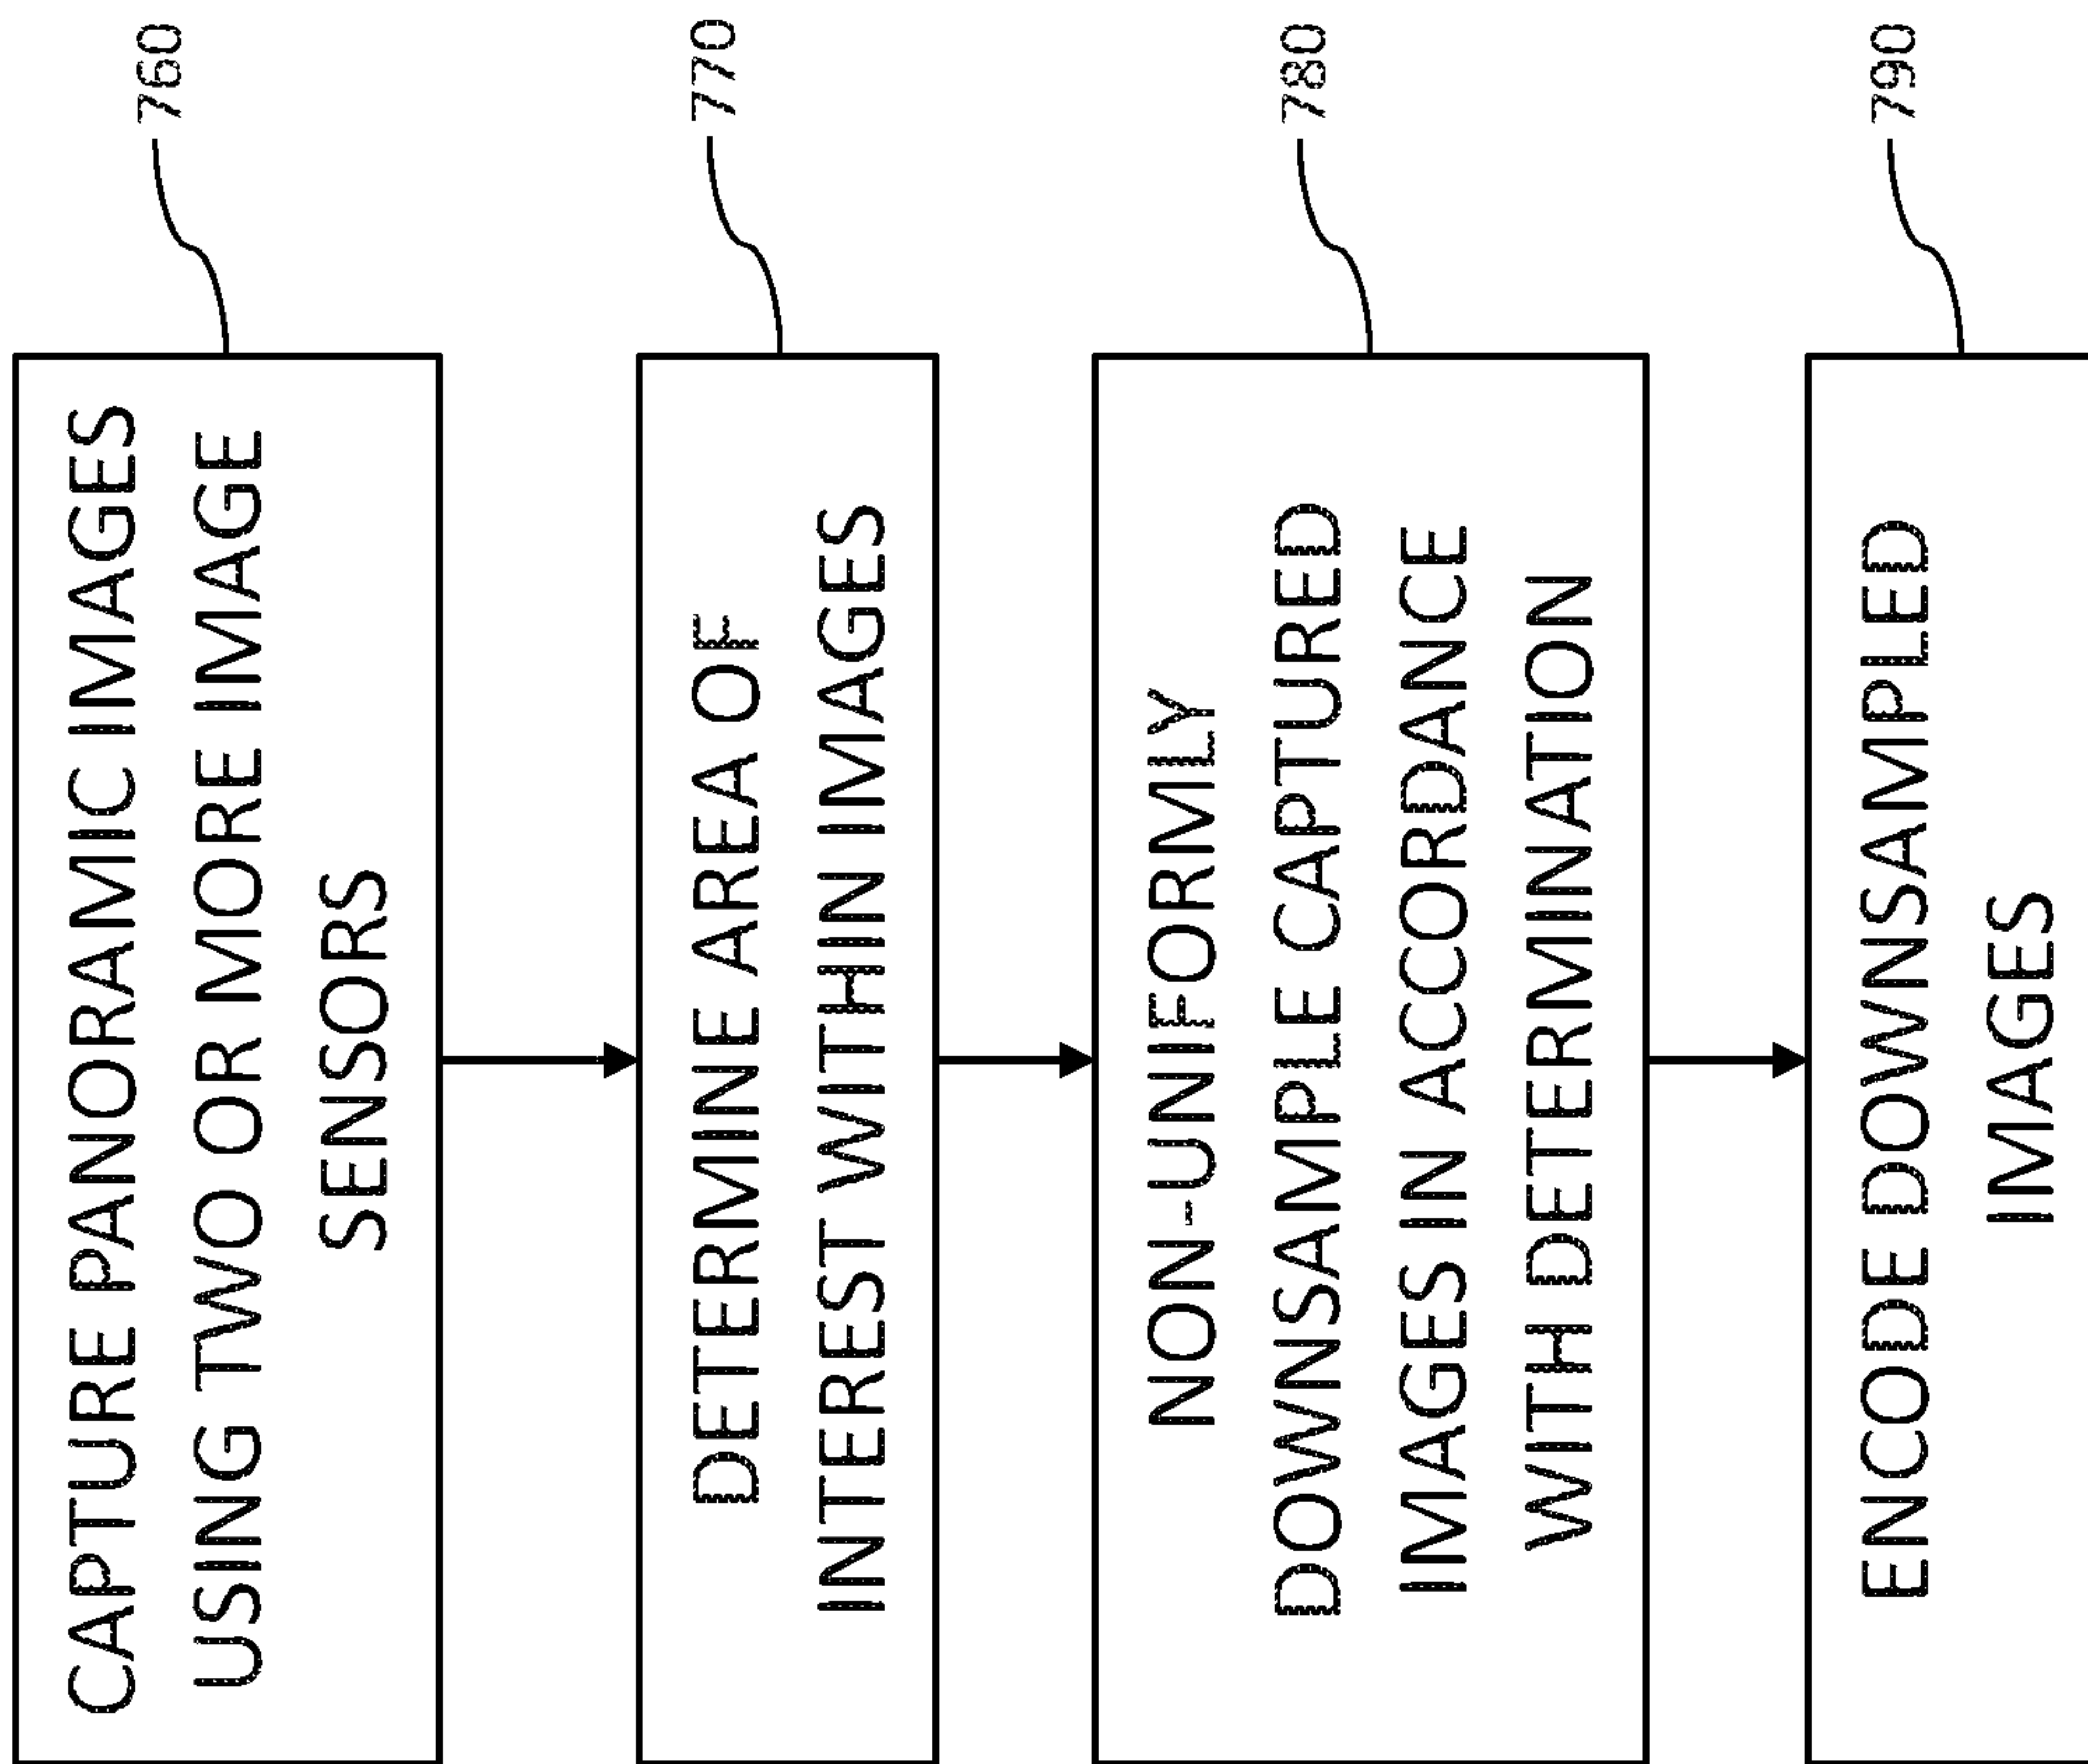 CAPTURE PANORAMIC IMAGES
USING TWO OR MORE IMAGE
SENSORS
760
DETERMINE AREA OF
INTEREST WITHIN IMAGES
770
NON-UNIFORMLY
DOWNSAMPLE CAPTURED
IMAGES IN ACCORDANCE
WITH DETERMINATION
780
ENCODE DOWNSAMPLED
IMAGES
790